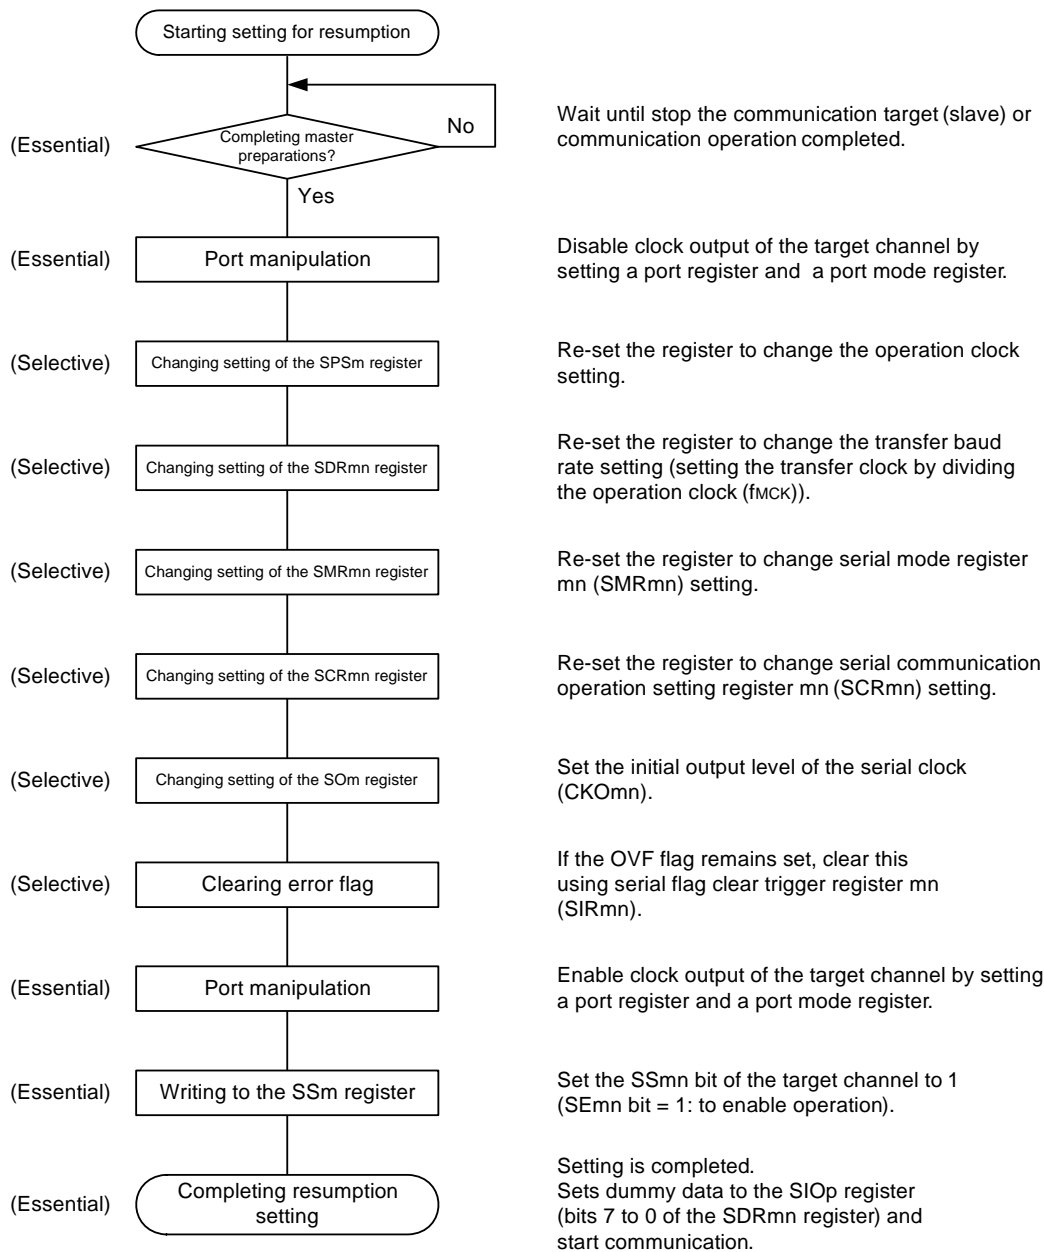 Starting setting for resumption
(Essential)
Completing master
preparations?
No
Wait until stop the communication target (slave) or
communication operation completed.
Yes
(Essential)
Port manipulation
Disable clock output of the target channel by
setting a port register and a port mode register.
(Selective)
Changing setting of the SPSm register
Re-set the register to change the operation clock
setting.
(Selective)
Changing setting of the SDRmn register
Re-set the register to change the transfer baud
rate setting (setting the transfer clock by dividing
the operation clock (fMCK)).
(Selective)
Changing setting of the SMRmn register
Re-set the register to change serial mode register
mn (SMRmn) setting.
(Selective)
Changing setting of the SCRmn register
Re-set the register to change serial communication
operation setting register mn (SCRmn) setting.
(Selective)
Changing setting of the SOm register
Set the initial output level of the serial clock
(CKOmn).
(Selective)
Clearing error flag
If the OVF flag remains set, clear this
using serial flag clear trigger register mn
(SIRmn).
(Essential)
Port manipulation
Enable clock output of the target channel by setting
a port register and a port mode register.
(Essential)
Writing to the SSm register
Set the SSmn bit of the target channel to 1
(SEmn bit = 1: to enable operation).
(Essential)
Completing resumption
setting
Setting is completed.
Sets dummy data to the SIOp register
(bits 7 to 0 of the SDRmn register) and
start communication.